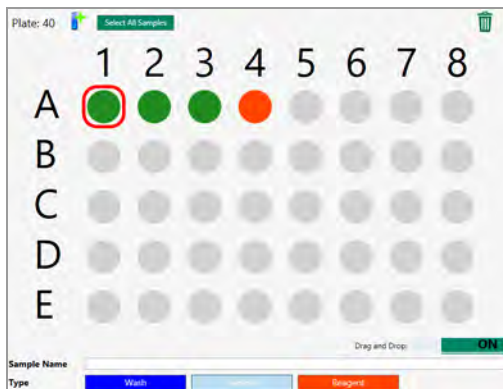 Plate: 40 Select All Samples
1 2 3 4 5 6 7 8
A
B
C
D
E
Drag and Drop: ON
Sample Name
Type Wash Reagent